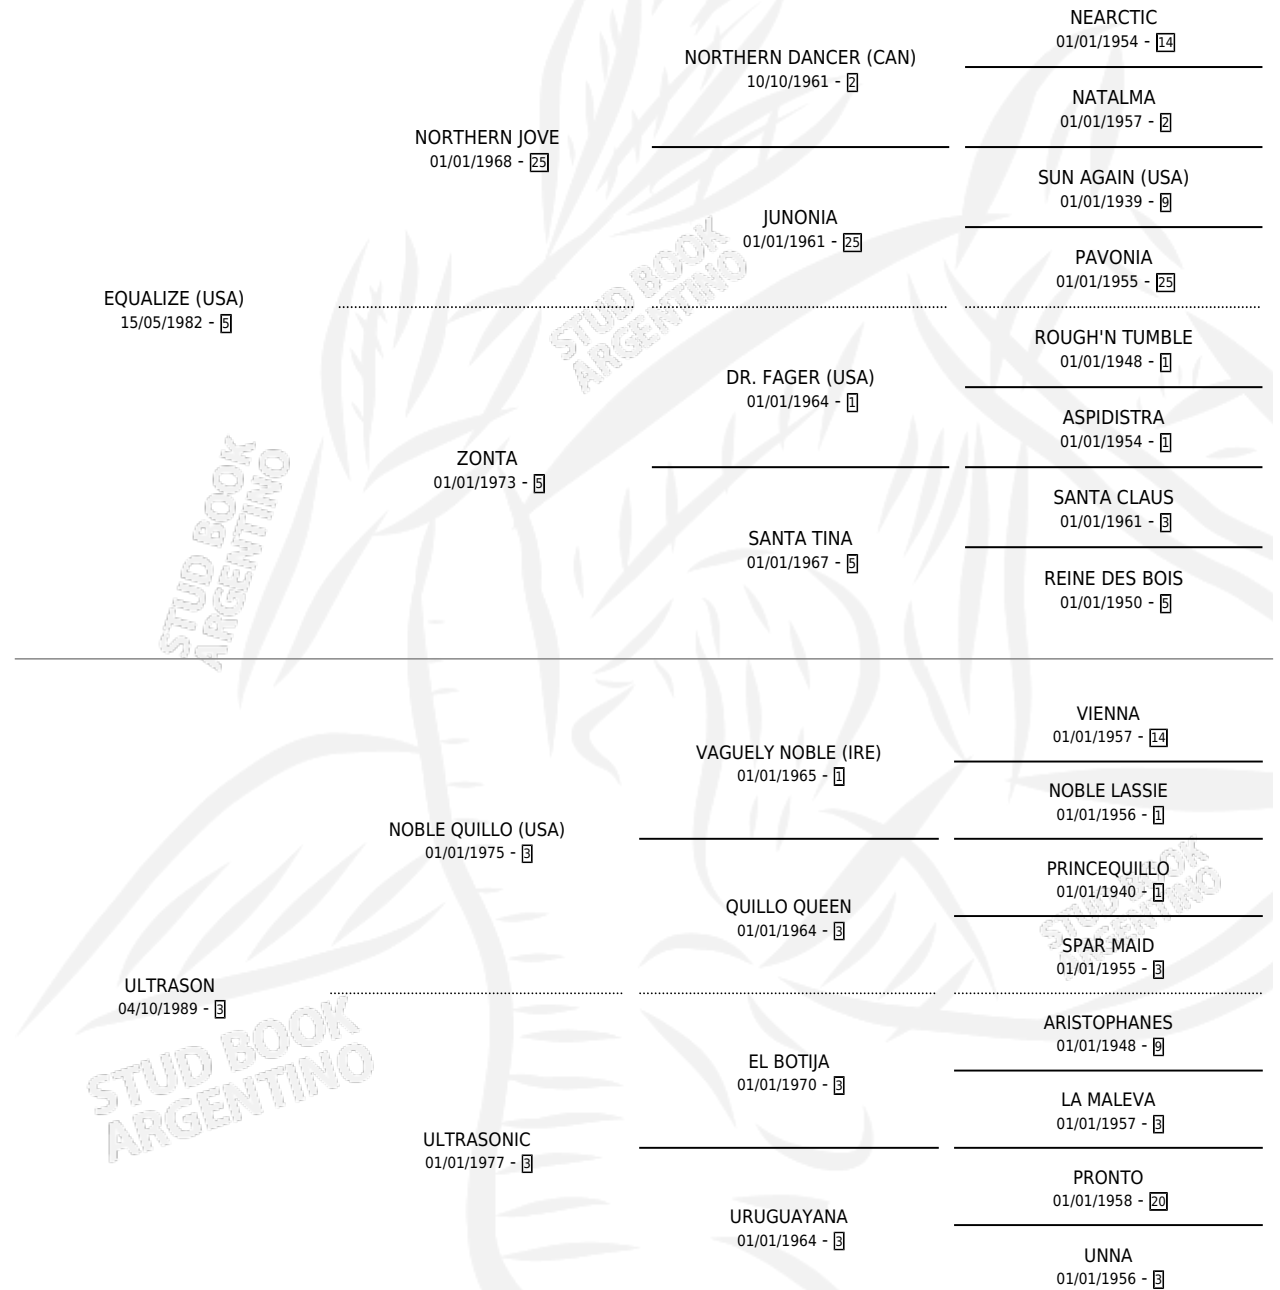 NEARCTIC
01/01/1954 - 14
NORTHERN DANCER (CAN)
10/10/1961 - 2
NATALMA
01/01/1957 - 2
NORTHERN JOVE
01/01/1968 - 25
SUN AGAIN (USA)
01/01/1939 - 9
JUNONIA
01/01/1961 - 25
PAVONIA
01/01/1955 - 25
EQUALIZE (USA)
15/05/1982 - 5
STUD BOOK
ARGENTINO
ROUGH'N TUMBLE
01/01/1948 - 1
DR. FAGER (USA)
01/01/1964 - 1
ASPIDISTRA
01/01/1954 - 1
ZONTA
01/01/1973 - 5
SANTA CLAUS
01/01/1961 - 3
SANTA TINA
01/01/1967 - 5
REINE DES BOIS
01/01/1950 - 5
STUD BOOK
ARGENTINO
VIENNA
01/01/1957 - 14
VAGUELY NOBLE (IRE)
01/01/1965 - 1
NOBLE LASSIE
01/01/1956 - 1
NOBLE QUILLO (USA)
01/01/1975 - 3
PRINCEQUILLO
01/01/1940 - 1
QUILLO QUEEN
01/01/1964 - 3
SPAR MAID
01/01/1955 - 3
STUD BOOK
ARGENTINO
ULTRASON
04/10/1989 - 3
ARISTOPHANES
01/01/1948 - 9
EL BOTIJA
01/01/1970 - 3
LA MALEVA
01/01/1957 - 3
STUD BOOK
ARGENTINO
ULTRASONIC
01/01/1977 - 3
PRONTO
01/01/1958 - 20
URUGUAYANA
01/01/1964 - 3
UNNA
01/01/1956 - 3